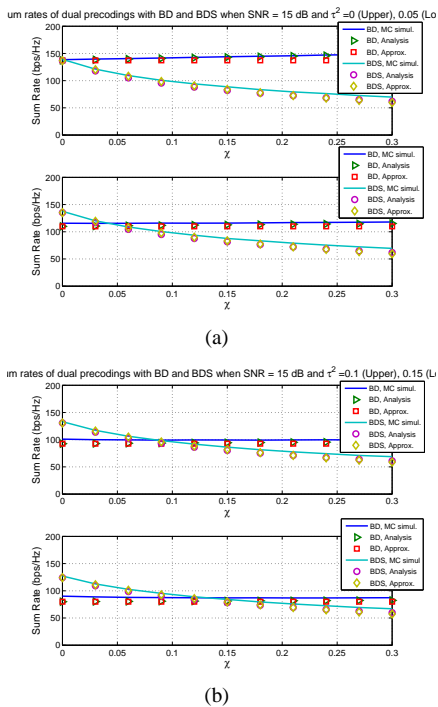 um rates of dual precodings with BD and BDS when SNR = 15 dB and τ² =0 (Upper), 0.05 (Lo
Sum Rate (bps/Hz)
200
150
100
50
0
0 0.05 0.1 0.15 0.2 0.25 0.3
χ
BD, MC simul.
BD, Analysis
BD, Approx.
BDS, MC simul
BDS, Analysis
BDS, Approx.
Sum Rate (bps/Hz)
200
150
100
50
0
0 0.05 0.1 0.15 0.2 0.25 0.3
χ
BD, MC simul.
BD, Analysis
BD, Approx.
BDS, MC simul
BDS, Analysis
BDS, Approx.
(a)
um rates of dual precodings with BD and BDS when SNR = 15 dB and τ² =0.1 (Upper), 0.15 (Lo
Sum Rate (bps/Hz)
200
150
100
50
0
0 0.05 0.1 0.15 0.2 0.25 0.3
χ
BD, MC simul.
BD, Analysis
BD, Approx.
BDS, MC simul
BDS, Analysis
BDS, Approx.
Sum Rate (bps/Hz)
200
150
100
50
0
0 0.05 0.1 0.15 0.2 0.25 0.3
χ
BD, MC simul.
BD, Analysis
BD, Approx.
BDS, MC simul
BDS, Analysis
BDS, Approx.
(b)